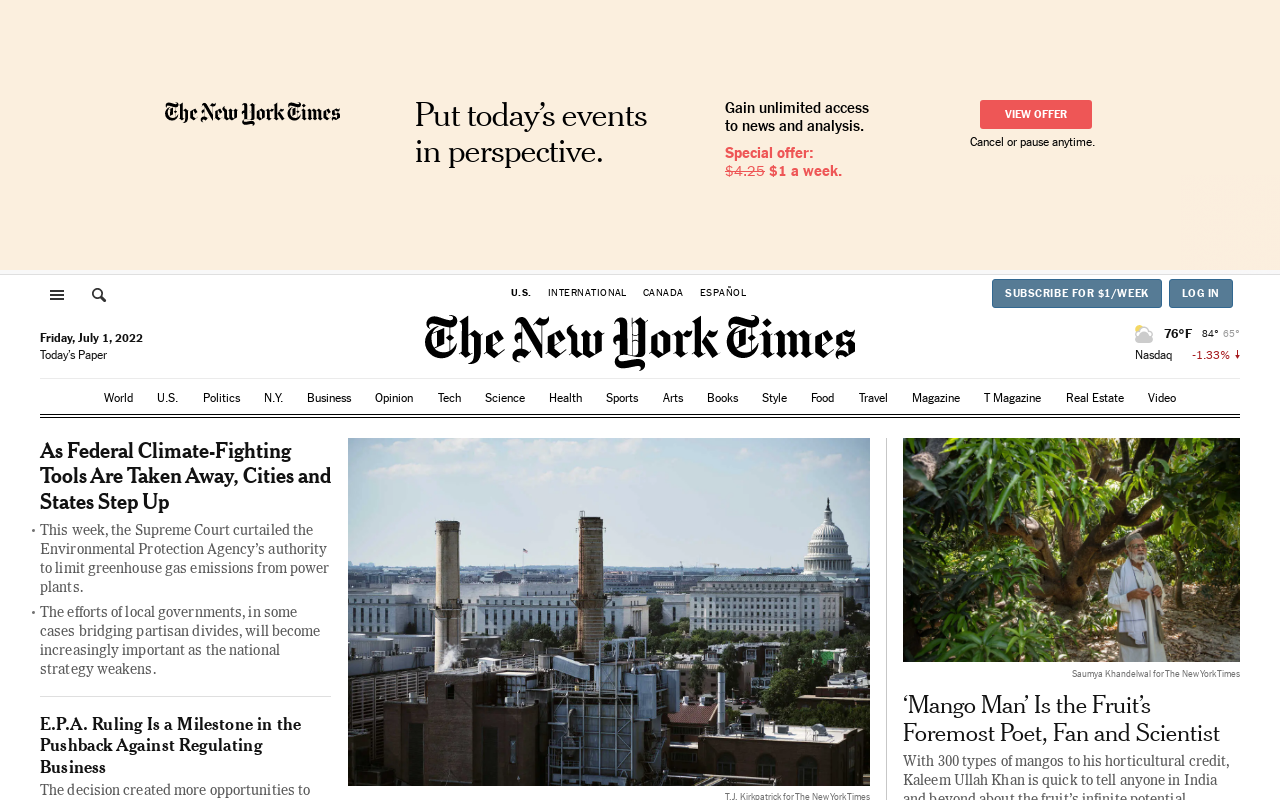 The New York Times
Put today's events
in perspective.
Gain unlimited access
to news and analysis.
Special offer:
$4.25 $1 a week.
VIEW OFFER
Cancel or pause anytime.
U.S. INTERNATIONAL CANADA ESPAÑOL
SUBSCRIBE FOR $1/WEEK LOG IN
Friday, July 1, 2022
Today's Paper
The New York Times
76°F 84° 65°
Nasdaq -1.33% ↓
World U.S. Politics N.Y. Business Opinion Tech Science Health Sports Arts Books Style Food Travel Magazine T Magazine Real Estate Video
As Federal Climate-Fighting
Tools Are Taken Away, Cities and
States Step Up
• This week, the Supreme Court curtailed the
Environmental Protection Agency's authority
to limit greenhouse gas emissions from power
plants.
• The efforts of local governments, in some
cases bridging partisan divides, will become
increasingly important as the national
strategy weakens.
E.P.A. Ruling Is a Milestone in the
Pushback Against Regulating
Business
The decision created more opportunities to
T.J. Kirkpatrick for The New York Times
Saumya Khandelwal for The New York Times
‘Mango Man’ Is the Fruit’s
Foremost Poet, Fan and Scientist
With 300 types of mangos to his horticultural credit,
Kaleem Ullah Khan is quick to tell anyone in India
and beyond about the fruit’s infinite potential